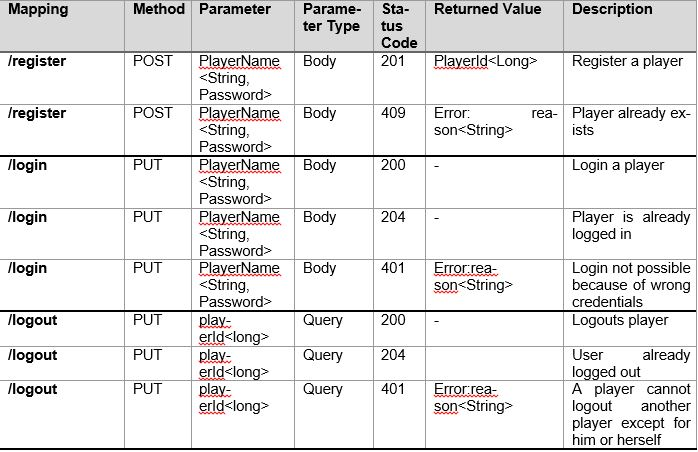 Mapping Method Parameter Parame- Sta- Returned Value Description
ter Type tus
Code
/register POST PlayerName Body 201 PlayerId<Long> Register a player
<String,
Password>
/register POST PlayerName Body 409 Error: rea- Player already ex-
<String, son<String> ists
Password>
/login PUT PlayerName Body 200 - Login a player
<String,
Password>
/login PUT PlayerName Body 204 - Player is already
<String, logged in
Password>
/login PUT PlayerName Body 401 Error:rea- Login not possible
<String, son<String> because of wrong
Password> credentials
/logout PUT play- Query 200 - Logouts player
erId<long>
/logout PUT play- Query 204 User already
erId<long> logged out
/logout PUT play- Query 401 Error:rea- A player cannot
erId<long> son<String> logout another
player except for
him or herself